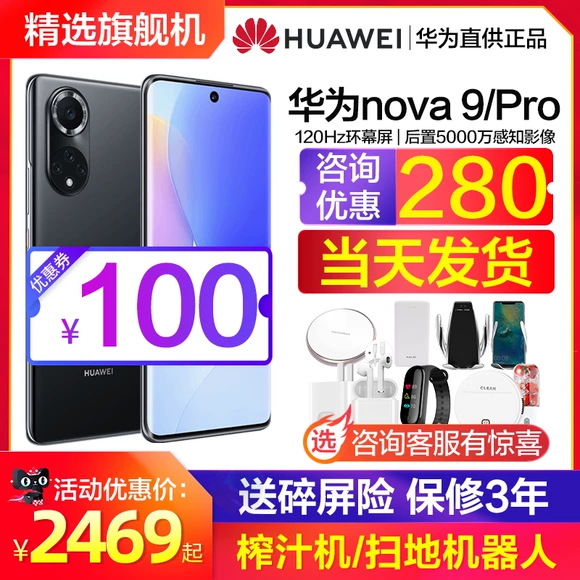 精选旗舰机
HUAWEI
华为直供正品
华为nova 9/Pro
120Hz环幕屏|后置5000万感知影像
咨询优惠
280
当天发货
优惠券
¥100
HUAWEI
选
咨询客服有惊喜
活动优惠价:
¥2469起
送碎屏险 保修3年
榨汁机/扫地机器人